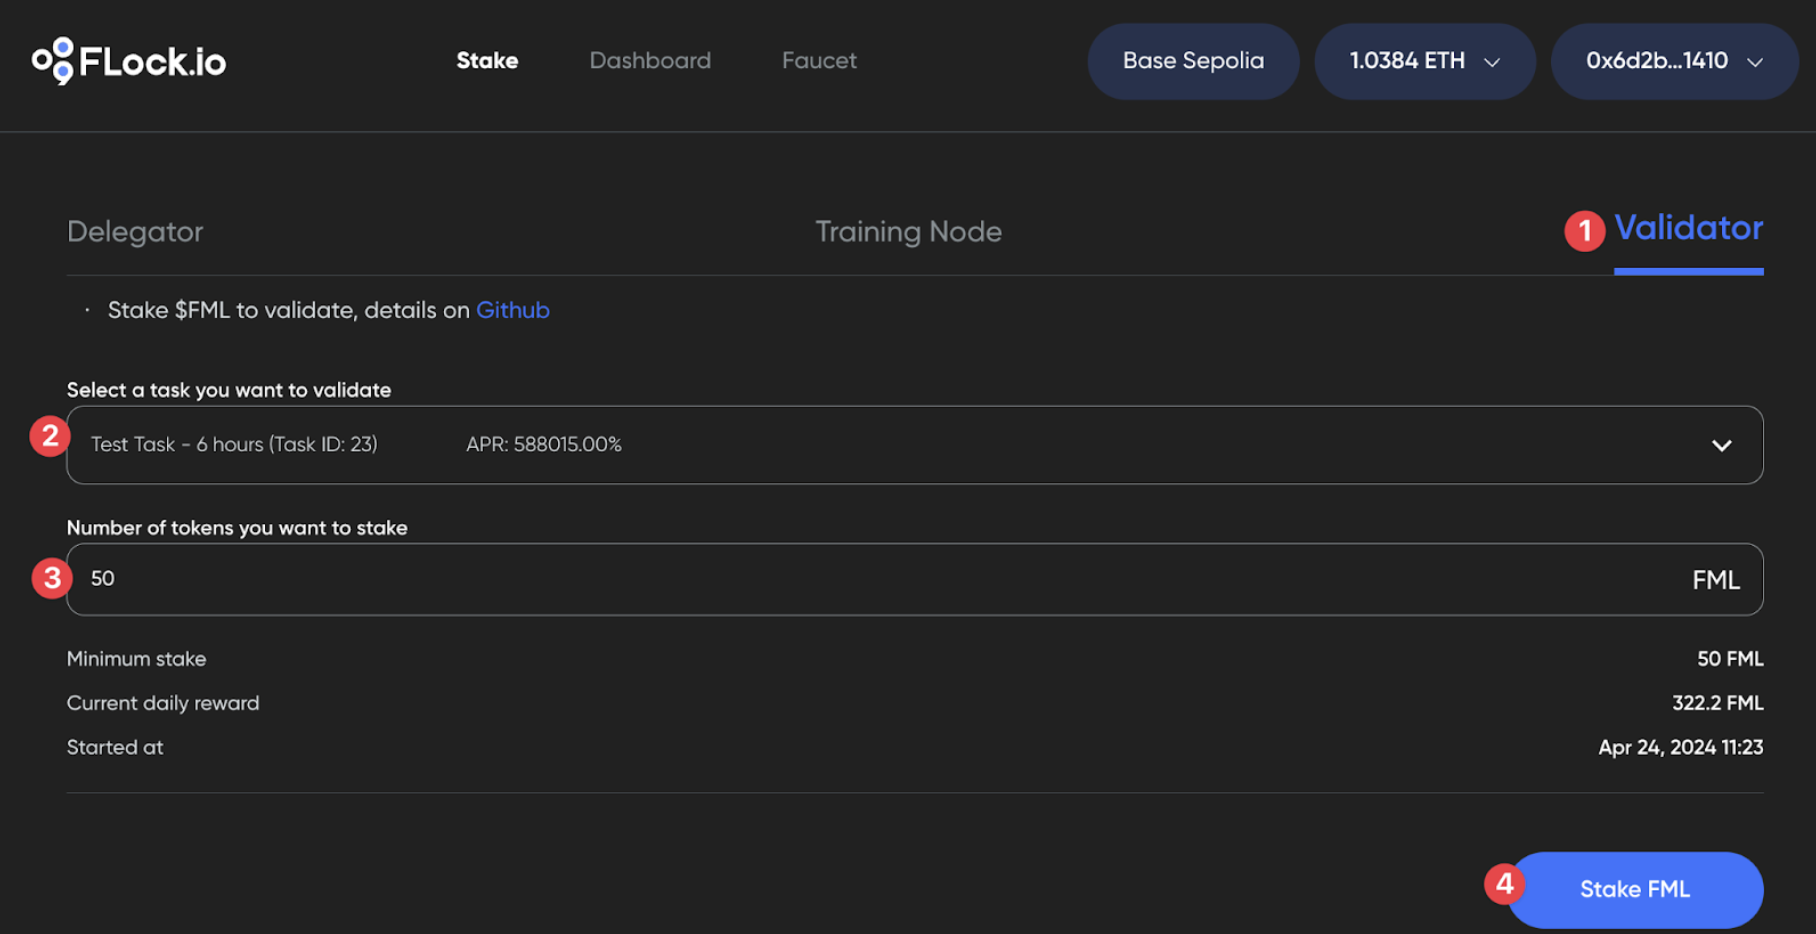 FLock.io Stake Dashboard Faucet Base Sepolia 1.0384 ETH 0x6d2b...1410
Delegator Training Node 1 Validator
· Stake $FML to validate, details on Github
Select a task you want to validate
2 Test Task - 6 hours (Task ID: 23) APR: 588015.00%
Number of tokens you want to stake
3 50 FML
Minimum stake 50 FML
Current daily reward 322.2 FML
Started at Apr 24, 2024 11:23
4 Stake FML